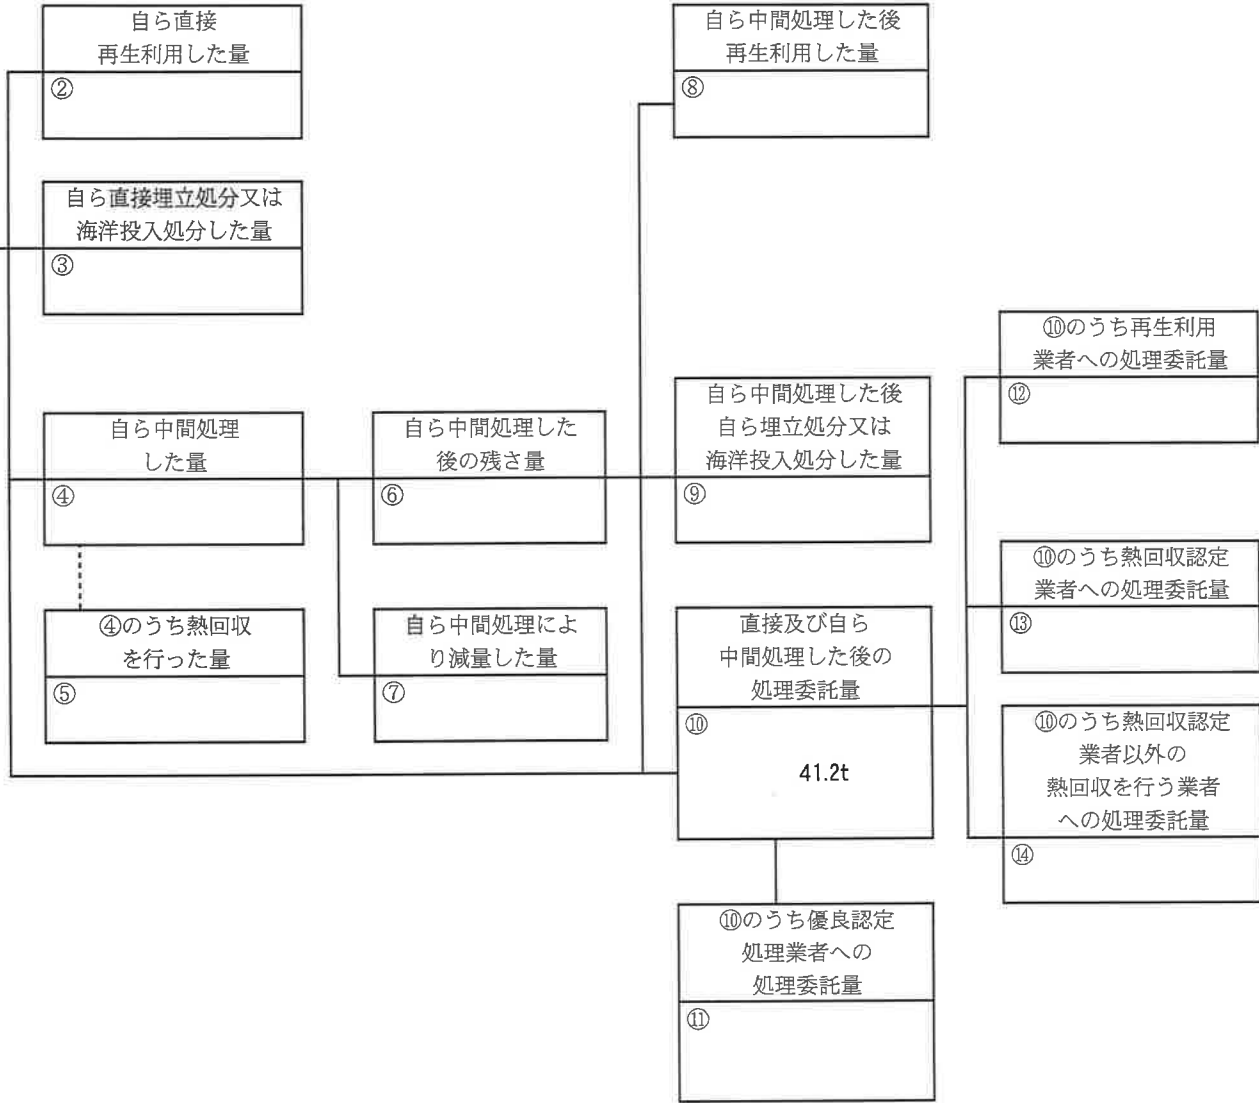 自ら直接
再生利用した量
②
自ら直接埋立処分又は
海洋投入処分した量
③
自ら中間処理
した量
④
④のうち熱回収
を行った量
⑤
自ら中間処理した
後の残さ量
⑥
自ら中間処理によ
り減量した量
⑦
自ら中間処理した後
再生利用した量
⑧
自ら中間処理した後
自ら埋立処分又は
海洋投入処分した量
⑨
直接及び自ら
中間処理した後の
処理委託量
⑩
41.2t
⑩のうち優良認定
処理業者への
処理委託量
⑪
⑩のうち再生利用
業者への処理委託量
⑫
⑩のうち熱回収認定
業者への処理委託量
⑬
⑩のうち熱回収認定
業者以外の
熱回収を行う業者
への処理委託量
⑭